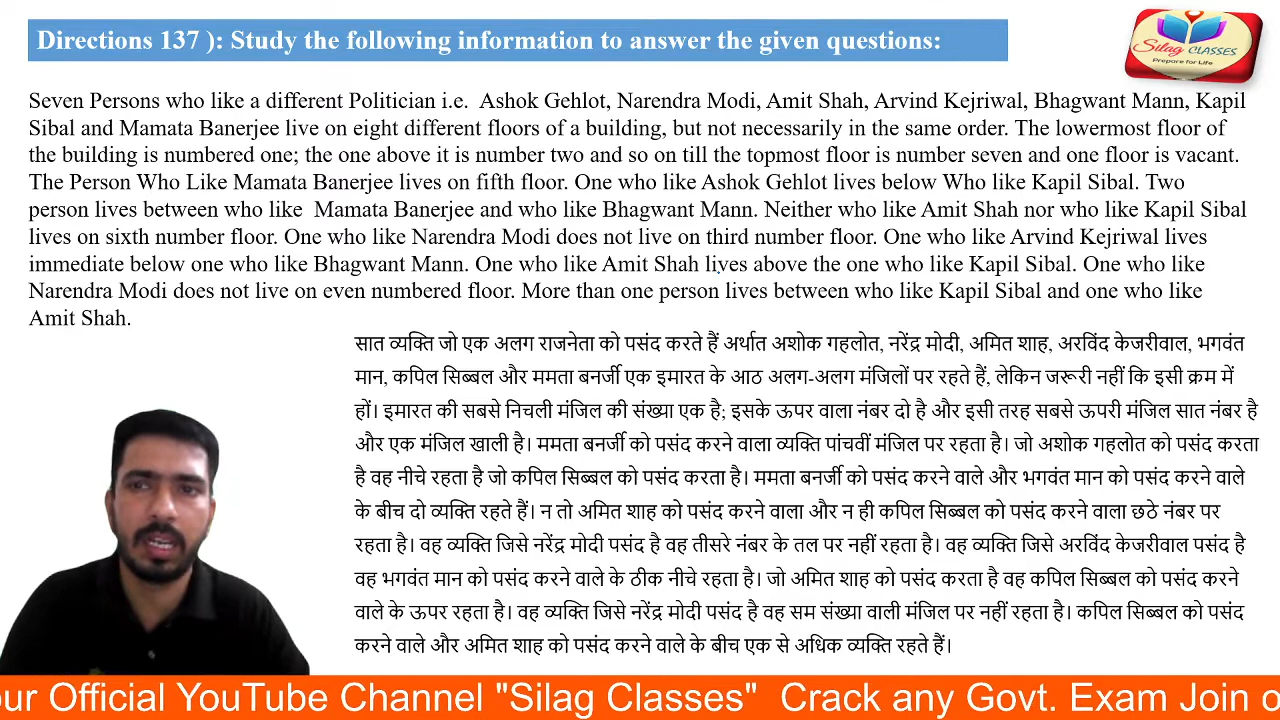 Directions 137 ): Study the following information to answer the given questions:
Silag CLASSES
Prepare for Life
Seven Persons who like a different Politician i.e. Ashok Gehlot, Narendra Modi, Amit Shah, Arvind Kejriwal, Bhagwant Mann, Kapil
Sibal and Mamata Banerjee live on eight different floors of a building, but not necessarily in the same order. The lowermost floor of
the building is numbered one; the one above it is number two and so on till the topmost floor is number seven and one floor is vacant.
The Person Who Like Mamata Banerjee lives on fifth floor. One who like Ashok Gehlot lives below Who like Kapil Sibal. Two
person lives between who like Mamata Banerjee and who like Bhagwant Mann. Neither who like Amit Shah nor who like Kapil Sibal
lives on sixth number floor. One who like Narendra Modi does not live on third number floor. One who like Arvind Kejriwal lives
immediate below one who like Bhagwant Mann. One who like Amit Shah lives above the one who like Kapil Sibal. One who like
Narendra Modi does not live on even numbered floor. More than one person lives between who like Kapil Sibal and one who like
Amit Shah.
सात व्यक्ति जो एक अलग राजनेता को पसंद करते हैं अर्थात अशोक गहलोत, नरेंद्र मोदी, अमित शाह, अरविंद केजरीवाल, भगवंत
मान, कपिल सिब्बल और ममता बनर्जी एक इमारत के आठ अलग-अलग मंजिलों पर रहते हैं, लेकिन जरूरी नहीं कि इसी क्रम में
हों। इमारत की सबसे निचली मंजिल की संख्या एक है; इसके ऊपर वाला नंबर दो है और इसी तरह सबसे ऊपरी मंजिल सात नंबर है
और एक मंजिल खाली है। ममता बनर्जी को पसंद करने वाला व्यक्ति पांचवीं मंजिल पर रहता है। जो अशोक गहलोत को पसंद करता
है वह नीचे रहता है जो कपिल सिब्बल को पसंद करता है। ममता बनर्जी को पसंद करने वाले और भगवंत मान को पसंद करने वाले
के बीच दो व्यक्ति रहते हैं। न तो अमित शाह को पसंद करने वाला और न ही कपिल सिब्बल को पसंद करने वाला छठे नंबर पर
रहता है। वह व्यक्ति जिसे नरेंद्र मोदी पसंद है वह तीसरे नंबर के तल पर नहीं रहता है। वह व्यक्ति जिसे अरविंद केजरीवाल पसंद है
वह भगवंत मान को पसंद करने वाले के ठीक नीचे रहता है। जो अमित शाह को पसंद करता है वह कपिल सिब्बल को पसंद करने
वाले के ऊपर रहता है। वह व्यक्ति जिसे नरेंद्र मोदी पसंद है वह सम संख्या वाली मंजिल पर नहीं रहता है। कपिल सिब्बल को पसंद
करने वाले और अमित शाह को पसंद करने वाले के बीच एक से अधिक व्यक्ति रहते हैं।
our Official YouTube Channel "Silag Classes" Crack any Govt. Exam Join o